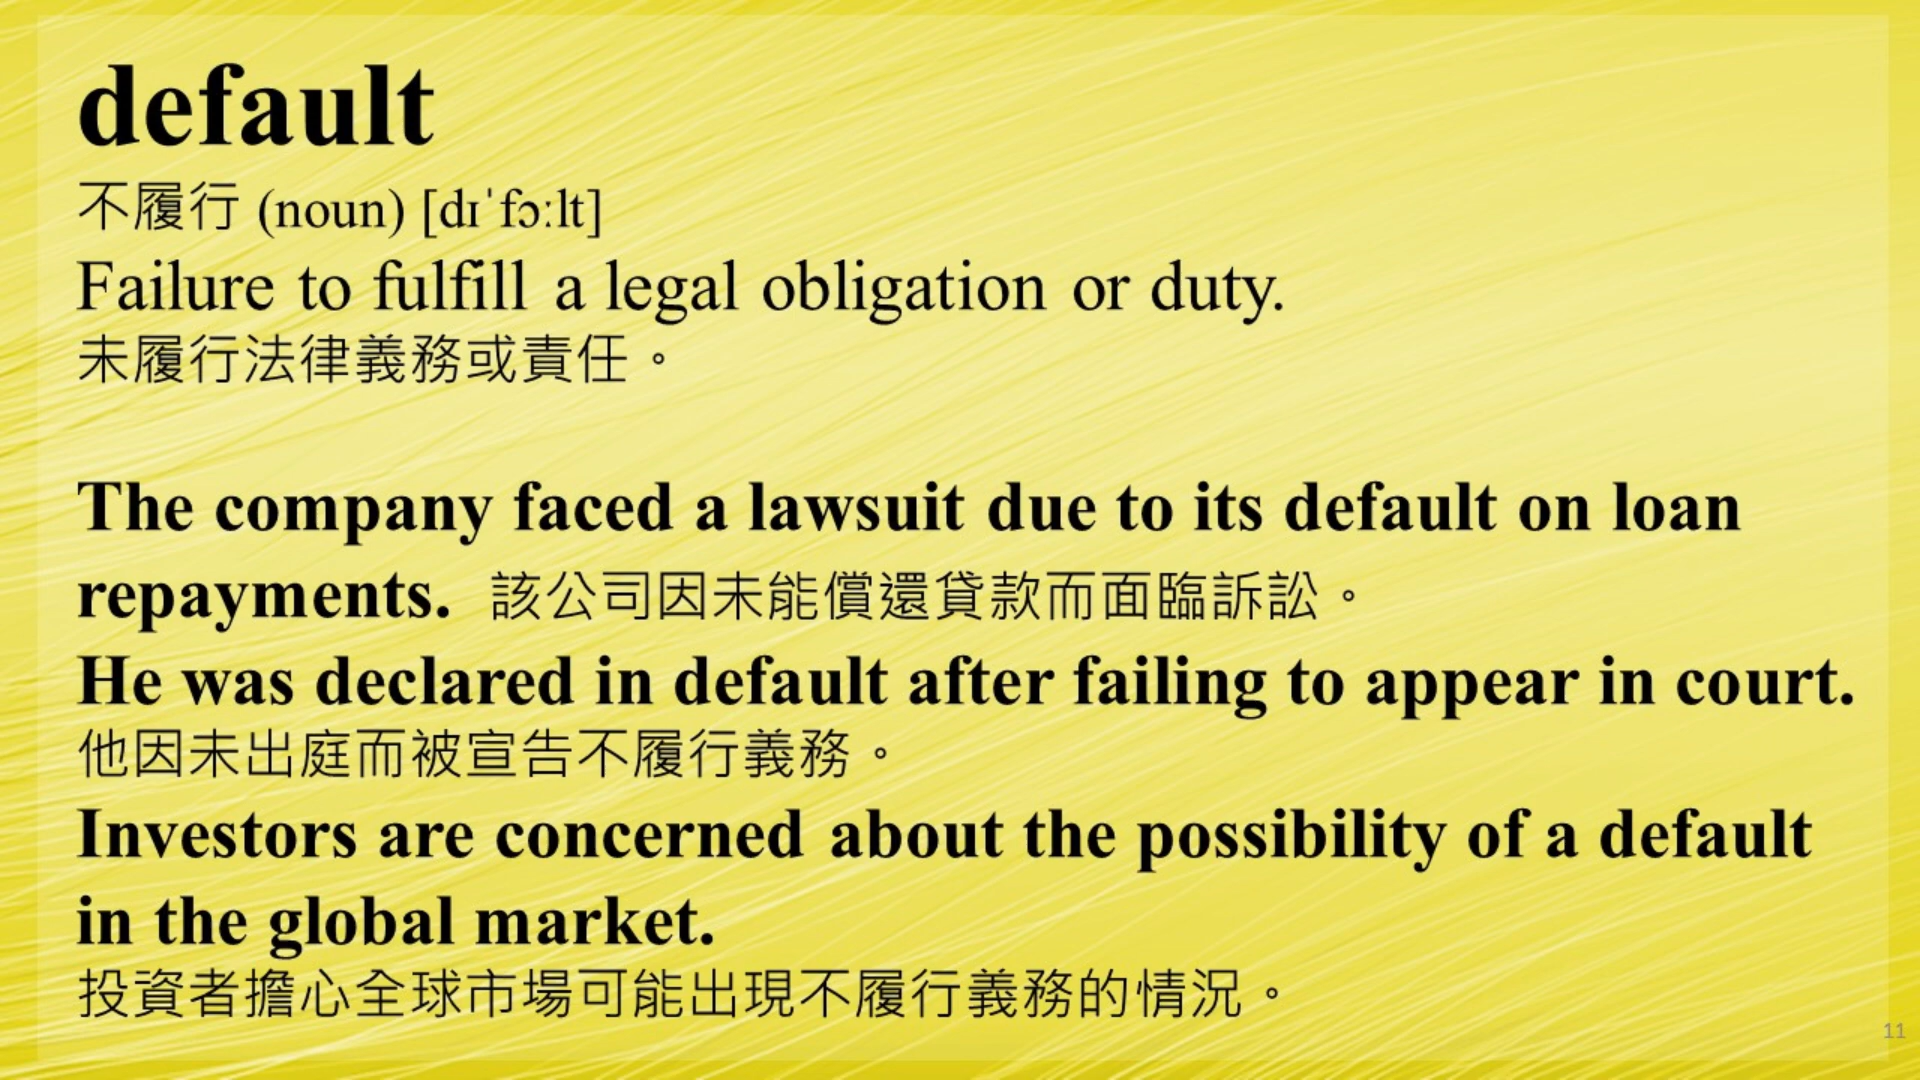 default
不履行 (noun) [dɪˈfɔːlt]
Failure to fulfill a legal obligation or duty.
未履行法律義務或責任。
The company faced a lawsuit due to its default on loan
repayments. 該公司因未能償還貸款而面臨訴訟。
He was declared in default after failing to appear in court.
他因未出庭而被宣告不履行義務。
Investors are concerned about the possibility of a default
in the global market.
投資者擔心全球市場可能出現不履行義務的情況。
11